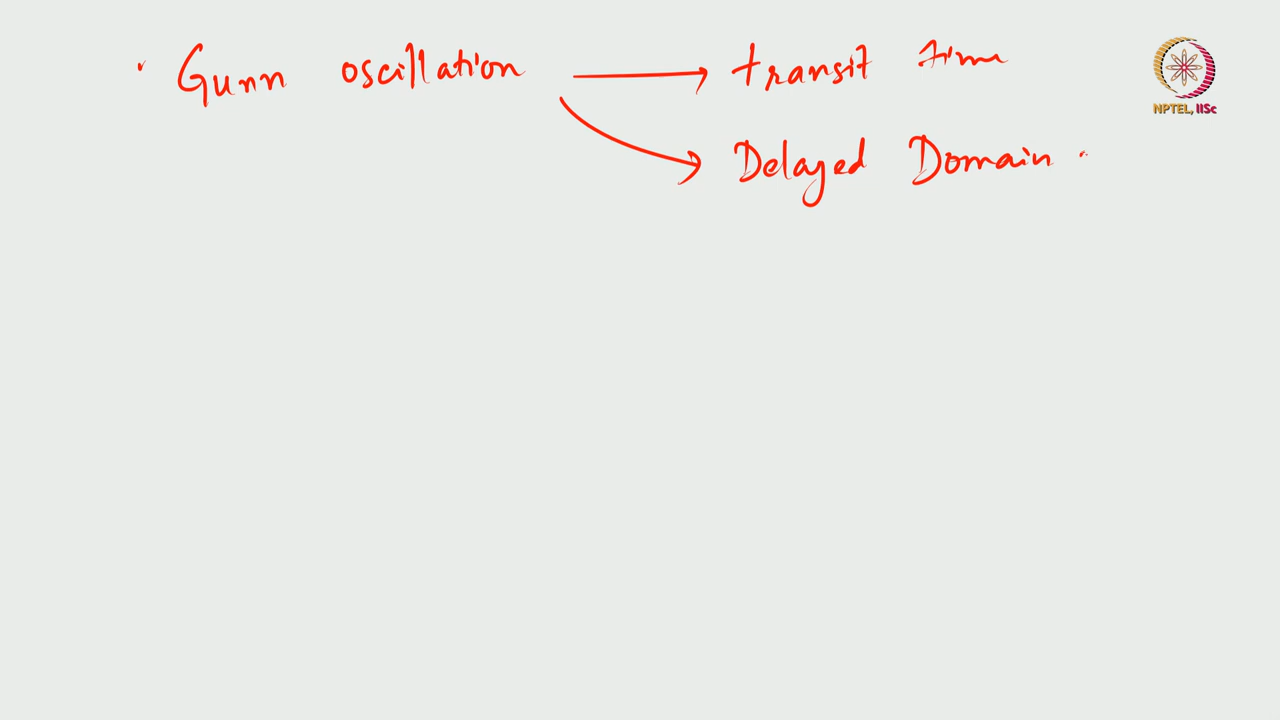 Gunn oscillation → transit time
→ Delayed Domain
NPTEL, IISc